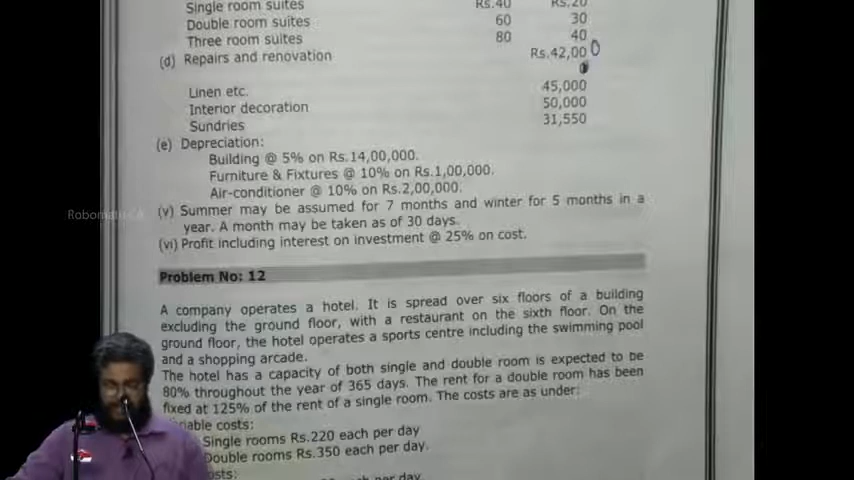 Single room suites Rs.40 Rs.20
Double room suites 60 30
Three room suites 80 40
(d) Repairs and renovation Rs.42,000
Linen etc. 45,000
Interior decoration 50,000
Sundries 31,550
(e) Depreciation:
Building @ 5% on Rs.14,00,000.
Furniture & Fixtures @ 10% on Rs.1,00,000.
Air-conditioner @ 10% on Rs.2,00,000.
(v) Summer may be assumed for 7 months and winter for 5 months in a
year. A month may be taken as of 30 days.
(vi) Profit including interest on investment @ 25% on cost.
Problem No: 12
A company operates a hotel. It is spread over six floors of a building
excluding the ground floor, with a restaurant on the sixth floor. On the
ground floor, the hotel operates a sports centre including the swimming pool
and a shopping arcade.
The hotel has a capacity of both single and double room is expected to be
80% throughout the year of 365 days. The rent for a double room has been
fixed at 125% of the rent of a single room. The costs are as under:
iable costs:
Single rooms Rs.220 each per day
Double rooms Rs.350 each per day.
osts:
per day